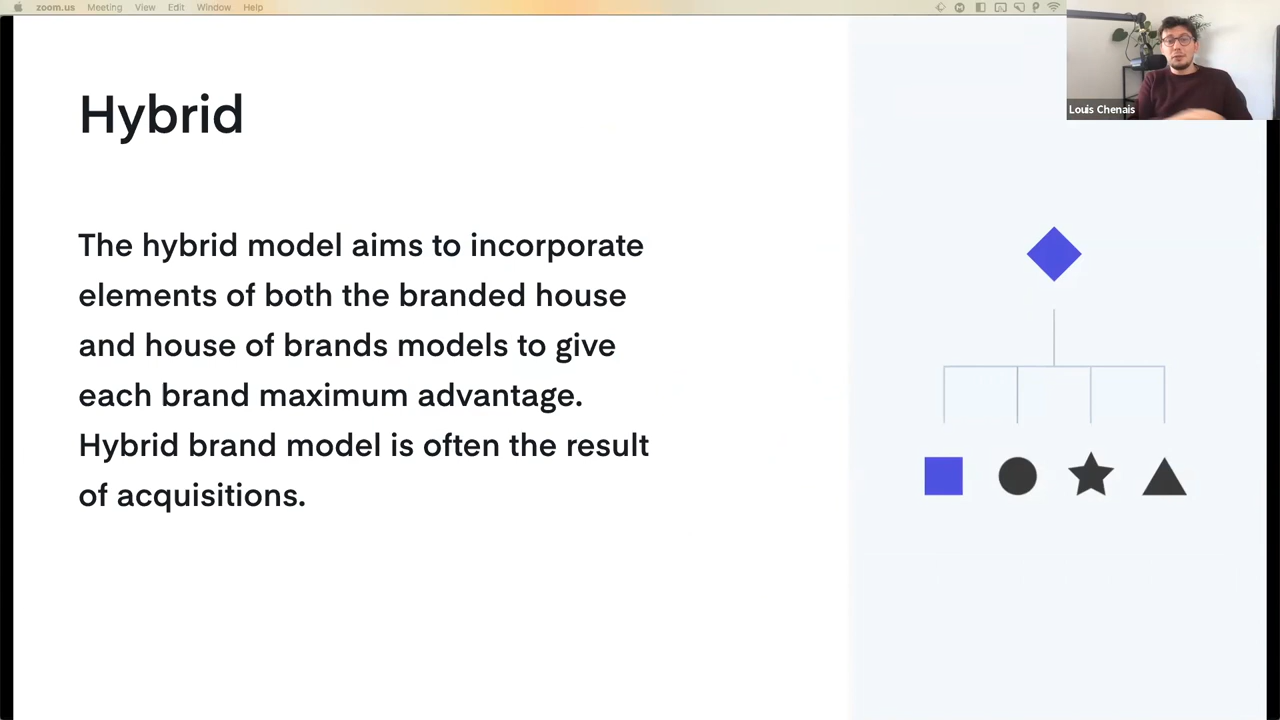 zoom.us Meeting View Edit Window Help
Louis Chenais
Hybrid
The hybrid model aims to incorporate
elements of both the branded house
and house of brands models to give
each brand maximum advantage.
Hybrid brand model is often the result
of acquisitions.